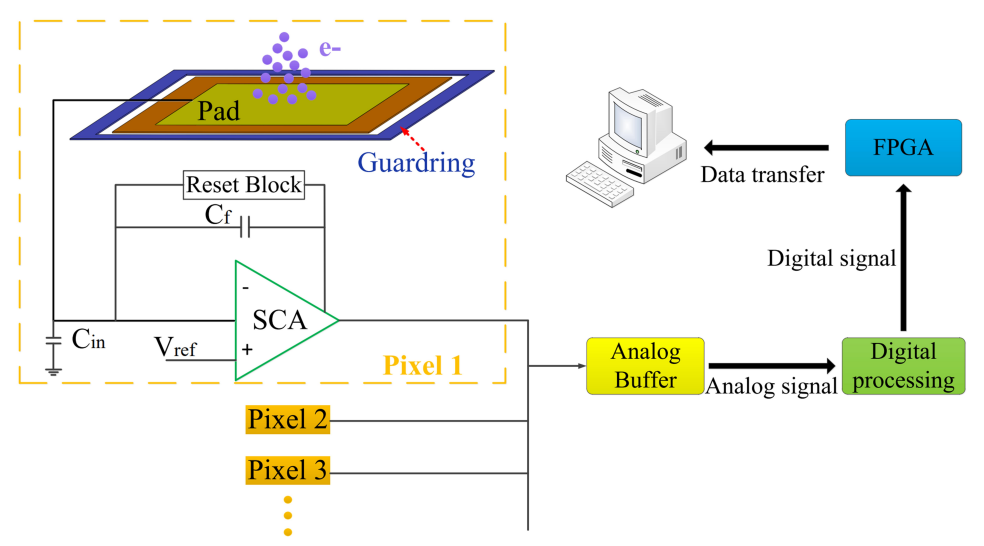 e-
Pad
Guardring
Reset Block
Cf
SCA
-
+
Cin
Vref
Pixel 1
Pixel 2
Pixel 3
Analog
Buffer
Analog signal
Digital
processing
Digital signal
FPGA
Data transfer